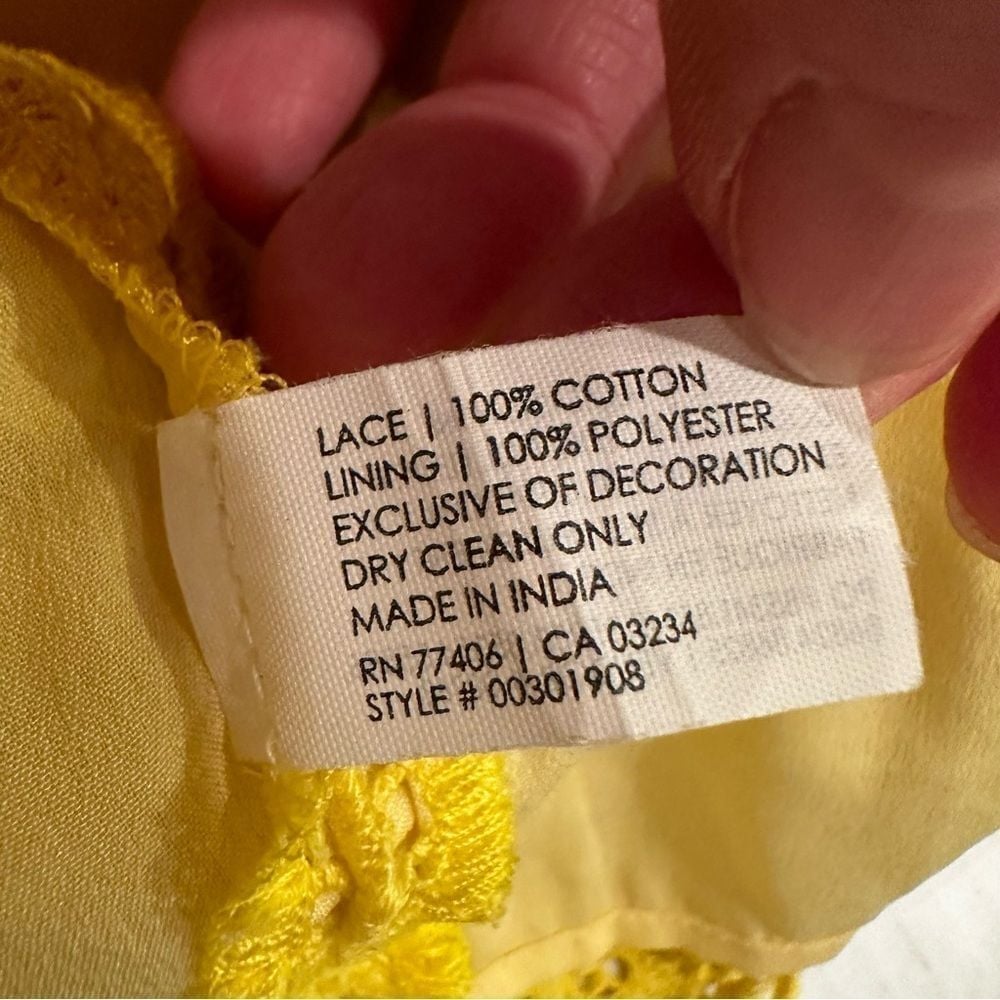 LACE | 100% COTTON
LINING | 100% POLYESTER
EXCLUSIVE OF DECORATION
DRY CLEAN ONLY
MADE IN INDIA
RN 77406 | CA 03234
STYLE # 00301908